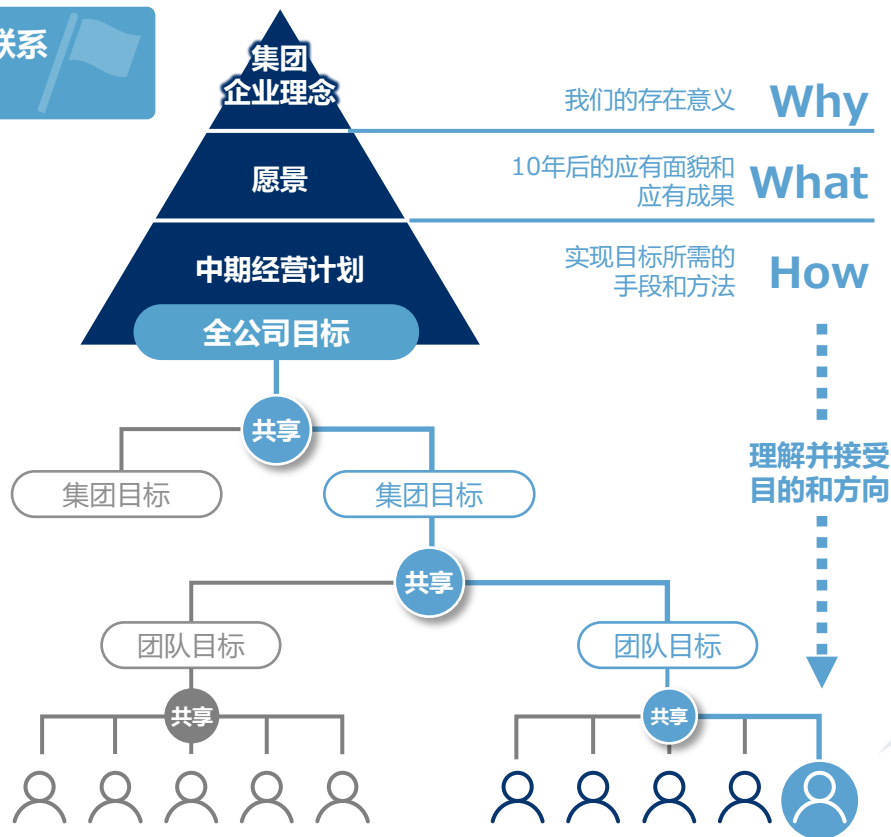 联系
集团
企业理念
我们的存在意义
Why
愿景
10年后的应有面貌和
应有成果
What
中期经营计划
实现目标所需的
手段和方法
How
全公司目标
共享
集团目标
集团目标
理解并接受
目的和方向
共享
团队目标
团队目标
共享
共享